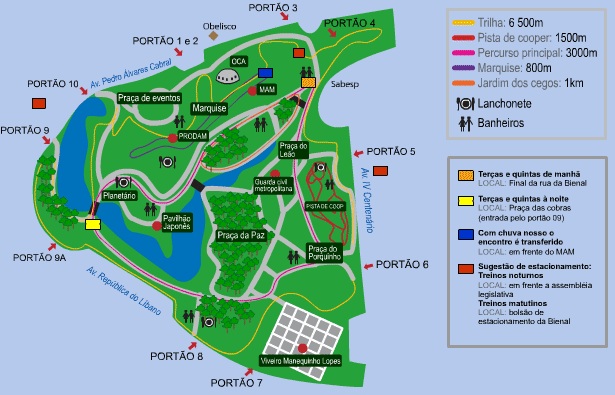 PORTÃO 3
Obelisco
PORTÃO 4
PORTÃO 1 e 2
OCA
Av. Pedro Álvares Cabral
MAM
Sabesp
PORTÃO 10
Praça de eventos
Marquise
PRODAM
PORTÃO 9
Praça do
Leão
PORTÃO 5
Guarda civil
metropolitana
Planetário
PISTA DE COOP.
Av. IV Centenário
Pavilhão
Japonês
Praça da Paz
Praça do
Porquinho
PORTÃO 9A
PORTÃO 6
Av. República do Líbano
PORTÃO 8
Viveiro Manequinho Lopes
PORTÃO 7
Trilha: 6 500m
Pista de cooper: 1500m
Percurso principal: 3000m
Marquise: 800m
Jardim dos cegos: 1km
Lanchonete
Banheiros
Terças e quintas de manhã
LOCAL: Final da rua da Bienal
Terças e quintas à noite
LOCAL: Praça das cobras
(entrada pelo portão 09)
Com chuva nosso o
encontro é transferido
LOCAL: em frente do MAM
Sugestão de estacionamento:
Treinos noturnos
LOCAL: em frente a assembléia
legislativa
Treinos matutinos
LOCAL: bolsão de
estacionamento da Bienal